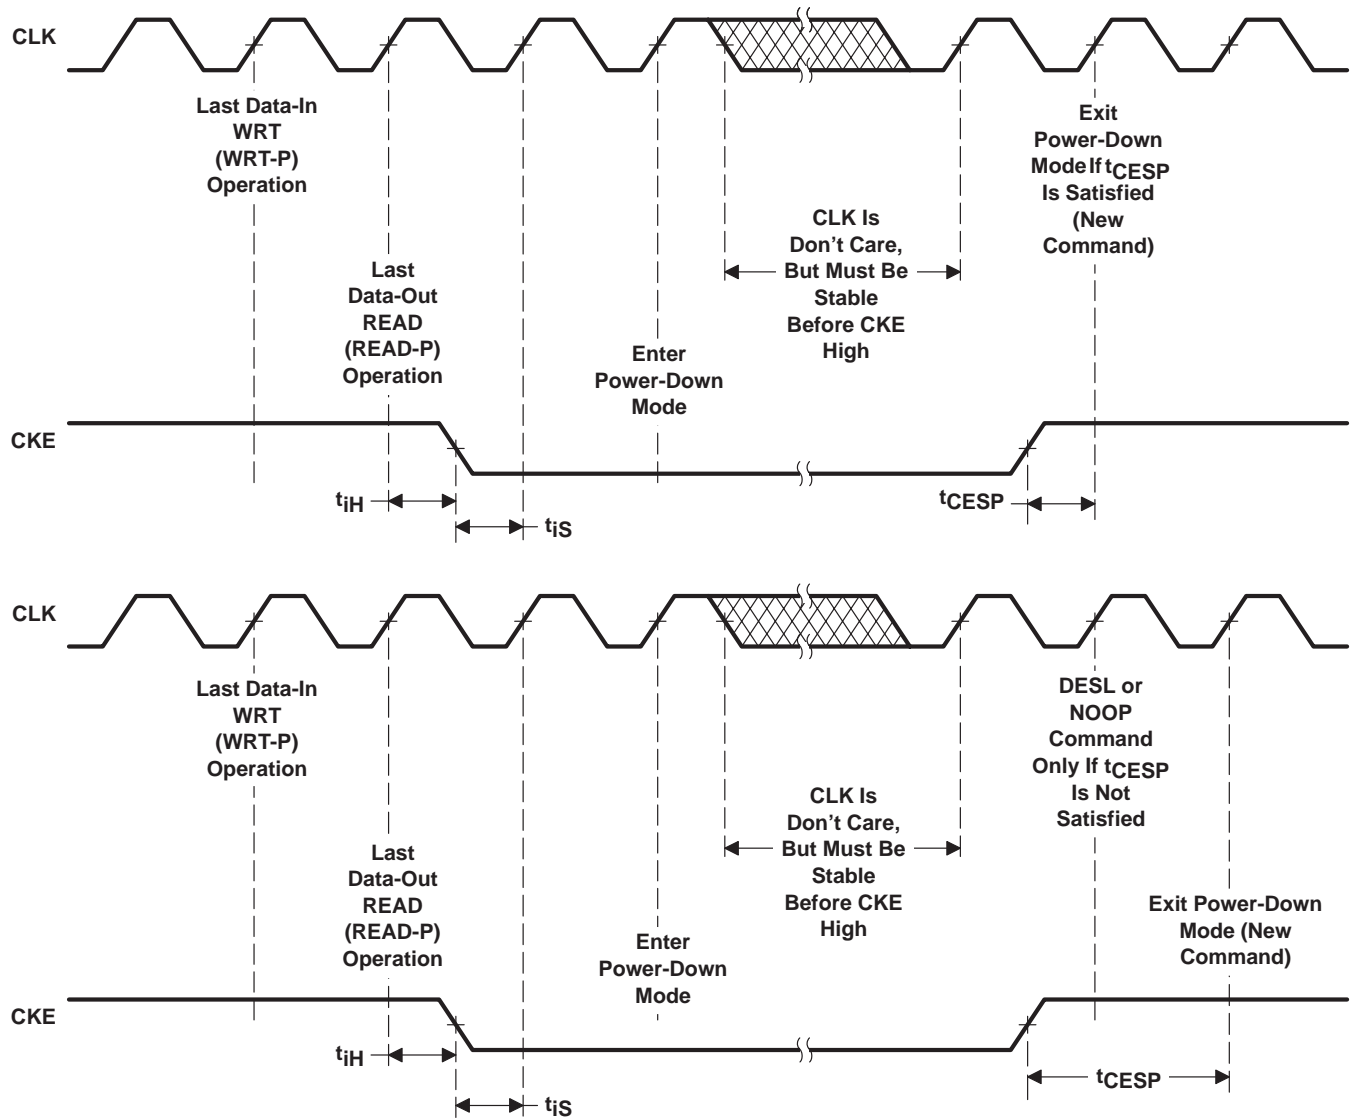 CLK
Last Data-In
WRT
(WRT-P)
Operation
Exit
Power-Down
Mode If tCESP
Is Satisfied
(New
Command)
CLK Is
Don't Care,
But Must Be
Stable
Before CKE
High
Last
Data-Out
READ
(READ-P)
Operation
Enter
Power-Down
Mode
CKE
tiH
tiS
tCESP
CLK
Last Data-In
WRT
(WRT-P)
Operation
DESL or
NOOP
Command
Only If tCESP
Is Not
Satisfied
CLK Is
Don't Care,
But Must Be
Stable
Before CKE
High
Last
Data-Out
READ
(READ-P)
Operation
Enter
Power-Down
Mode
Exit Power-Down
Mode (New
Command)
CKE
tiH
tiS
tCESP